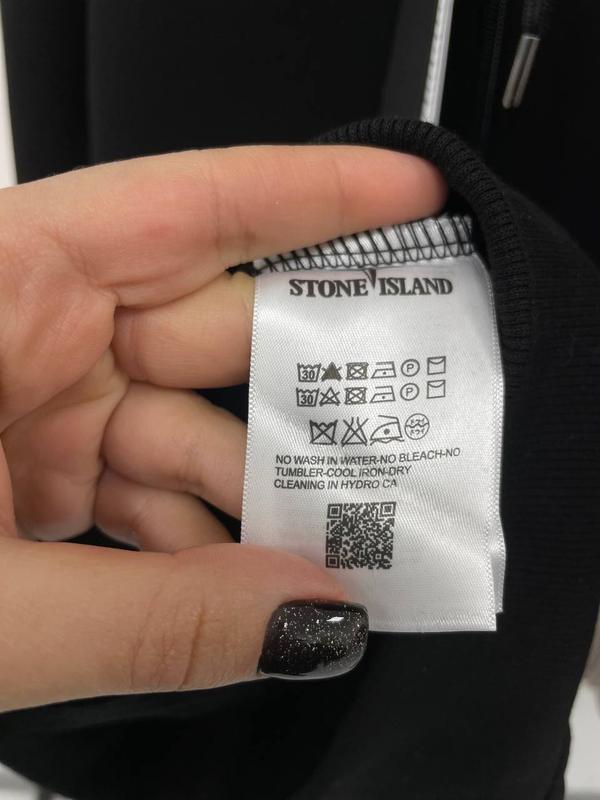 STONE ISLAND
30 P
30 P
NO WASH IN WATER-NO BLEACH-NO
TUMBLER-COOL IRON-DRY
CLEANING IN HYDRO CA